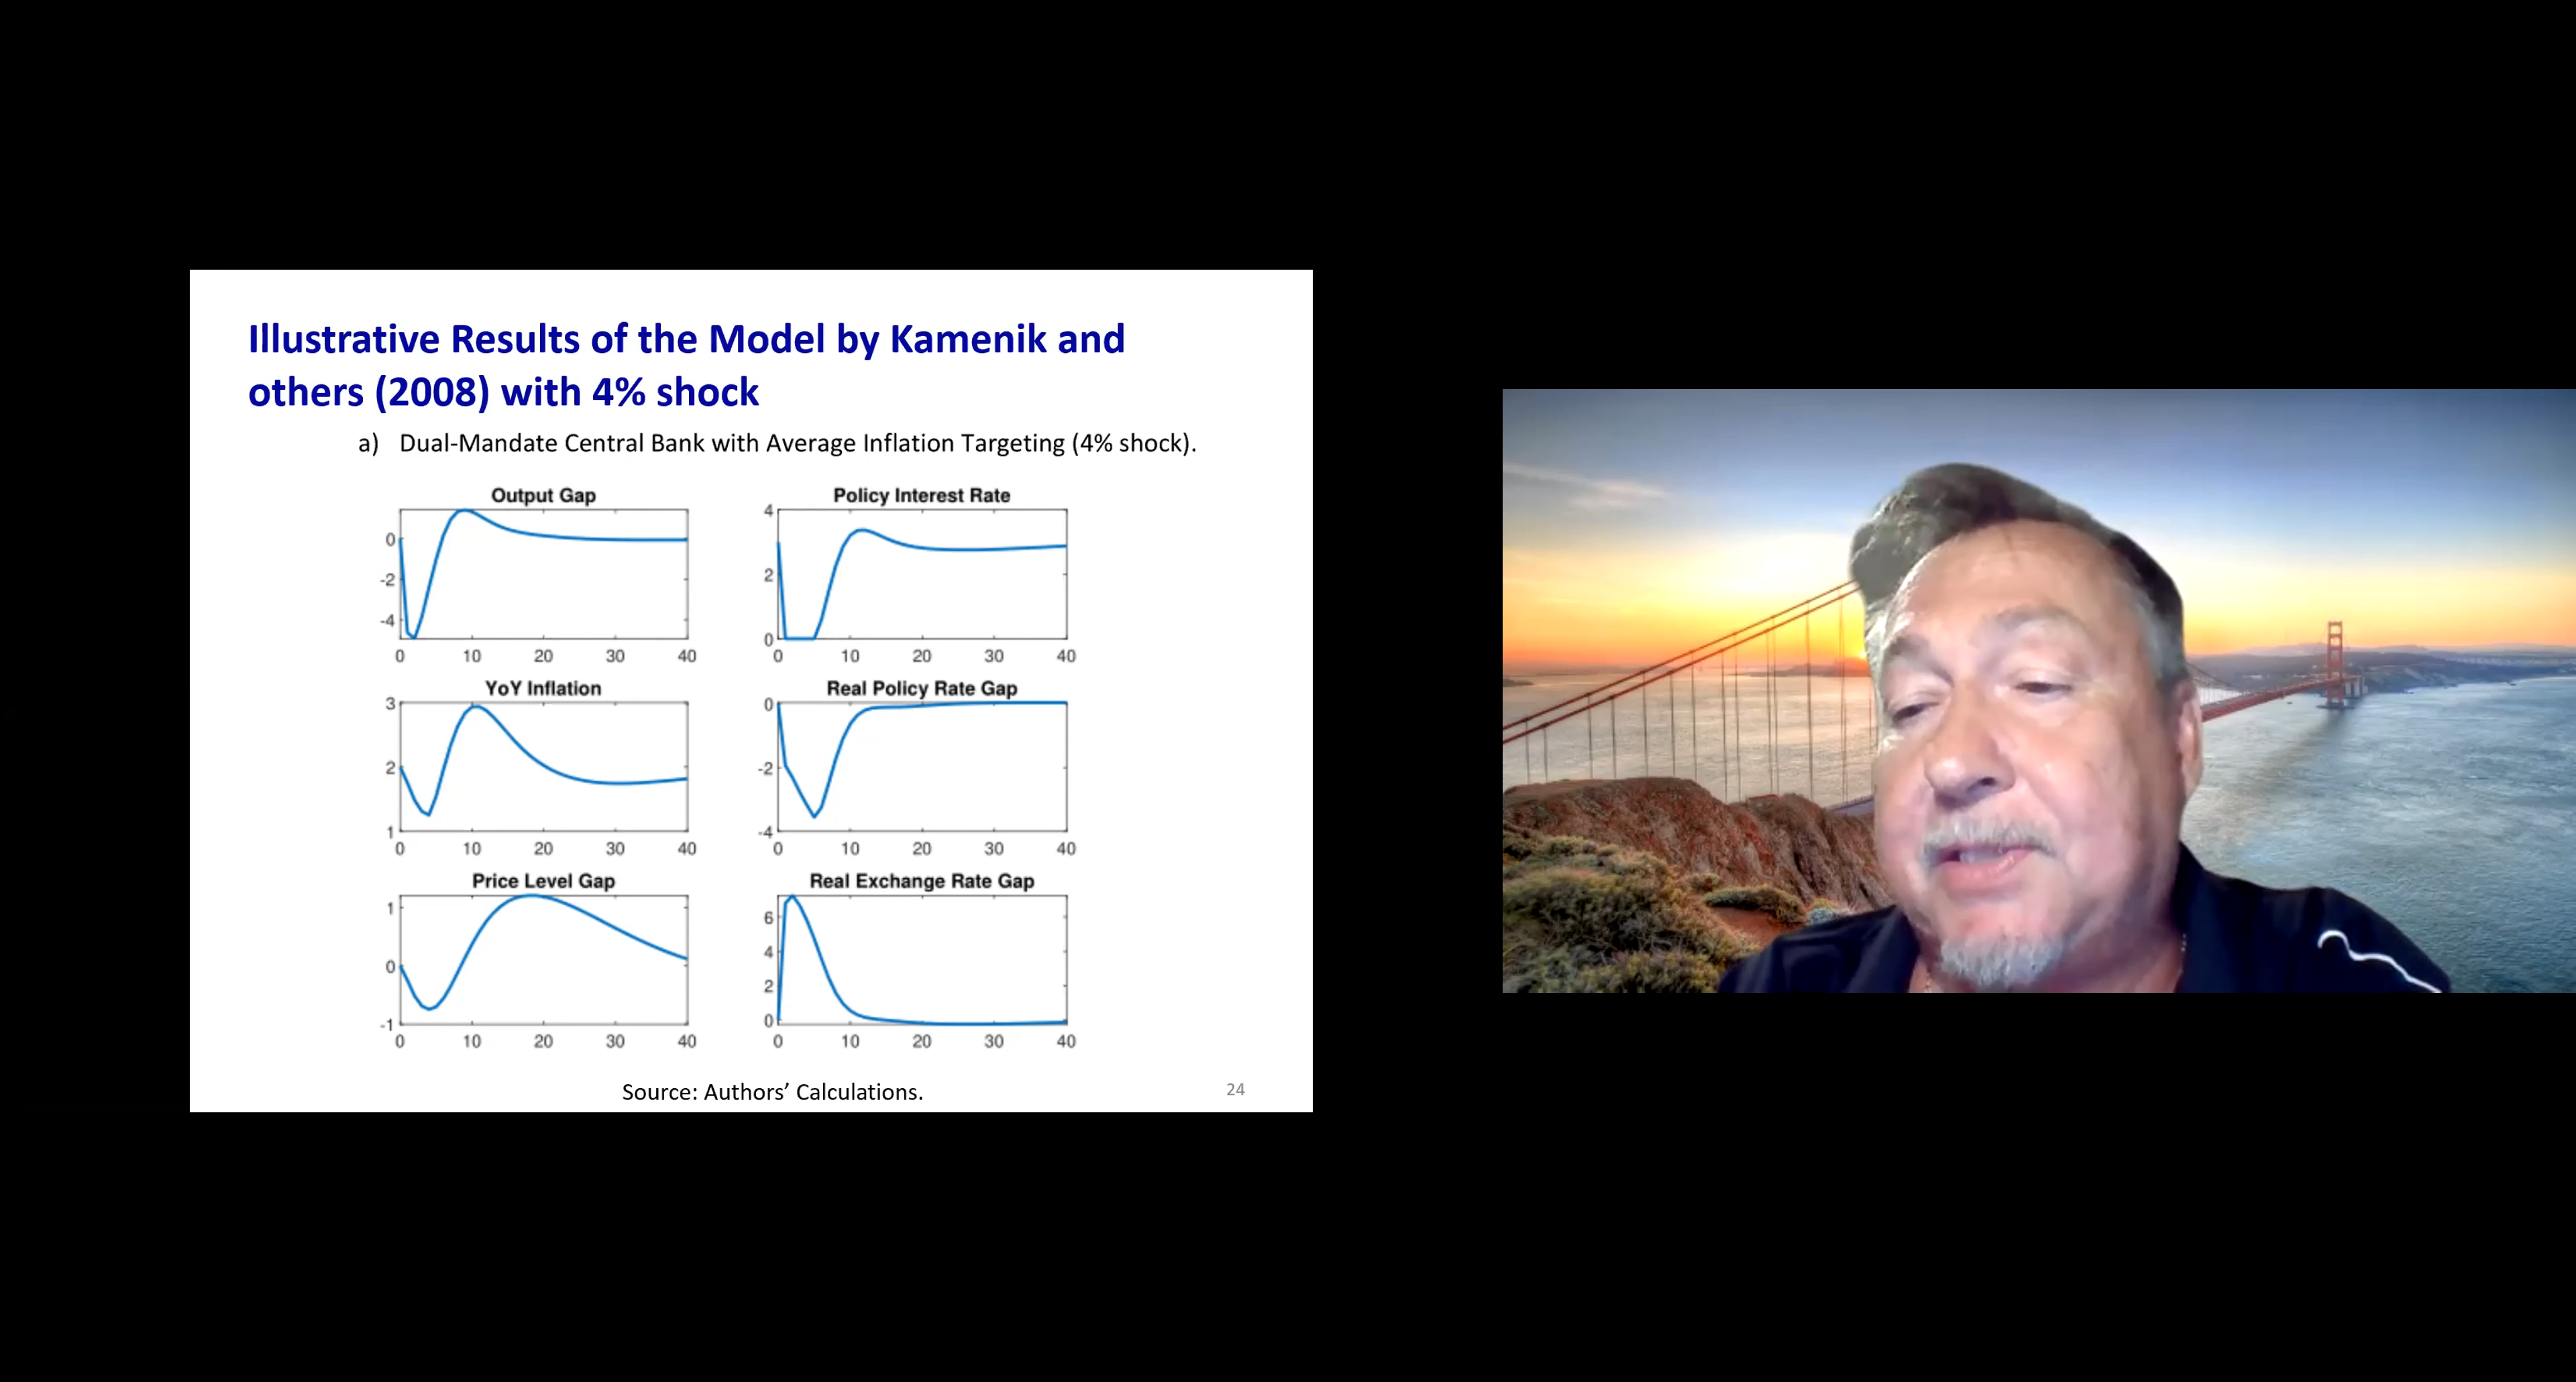 Illustrative Results of the Model by Kamenik and
others (2008) with 4% shock
a) Dual-Mandate Central Bank with Average Inflation Targeting (4% shock).
Output Gap
0
-2
-4
0 10 20 30 40
Policy Interest Rate
4
2
0
0 10 20 30 40
YoY Inflation
3
2
1
0 10 20 30 40
Real Policy Rate Gap
0
-2
-4
0 10 20 30 40
Price Level Gap
1
0
-1
0 10 20 30 40
Real Exchange Rate Gap
6
4
2
0
0 10 20 30 40
Source: Authors’ Calculations.
24